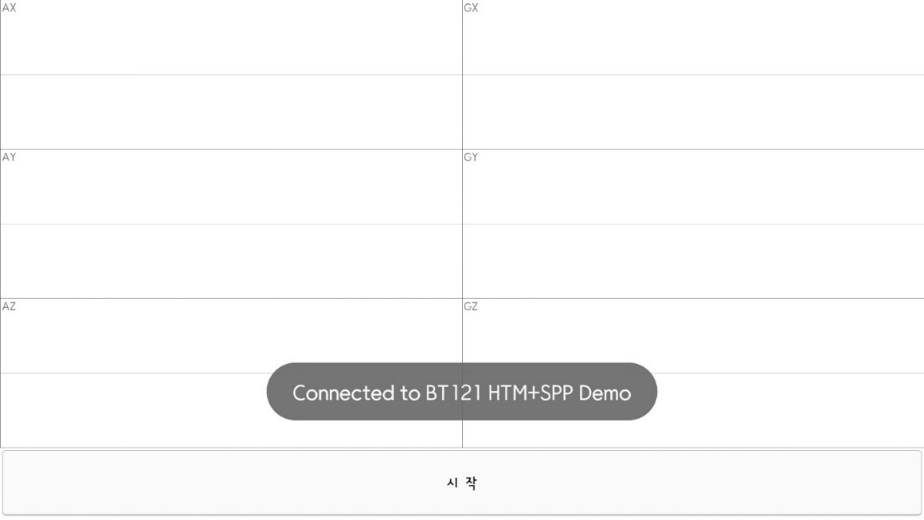 AX
GX
AY
GY
AZ
GZ
Connected to BT121 HTM+SPP Demo
시 작